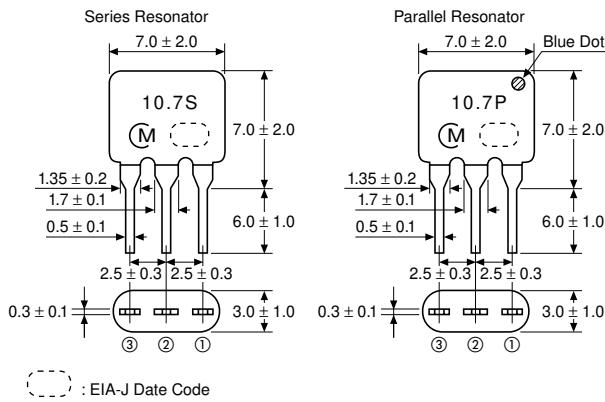 Series Resonator
7.0 ± 2.0
10.7S
M
7.0 ± 2.0
1.35 ± 0.2
1.7 ± 0.1
0.5 ± 0.1
6.0 ± 1.0
2.5 ± 0.3 2.5 ± 0.3
0.3 ± 0.1
3.0 ± 1.0
③ ② ①
Parallel Resonator
7.0 ± 2.0
Blue Dot
10.7P
M
7.0 ± 2.0
1.35 ± 0.2
1.7 ± 0.1
0.5 ± 0.1
6.0 ± 1.0
2.5 ± 0.3 2.5 ± 0.3
0.3 ± 0.1
3.0 ± 1.0
③ ② ①
: EIA-J Date Code